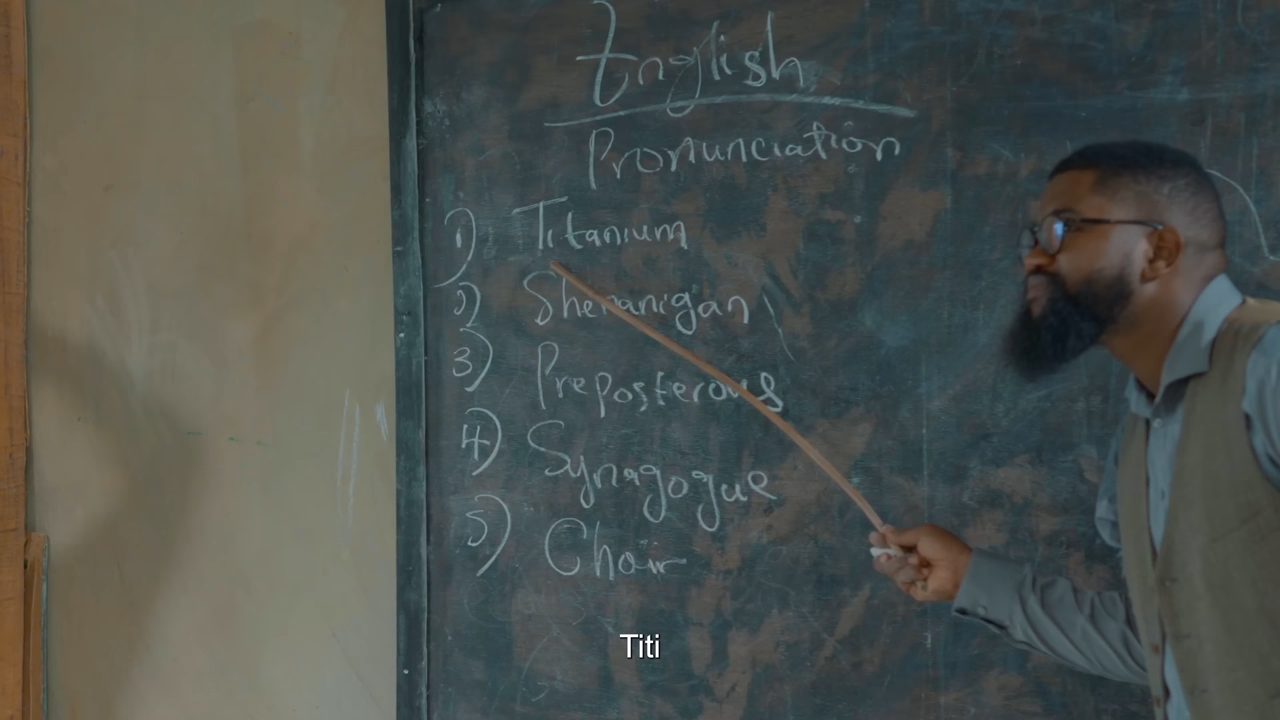 English
Pronunciation
1) Titanium
2) Shenanigan
3) Preposterous
4) Synagogue
5) Choir
Titi